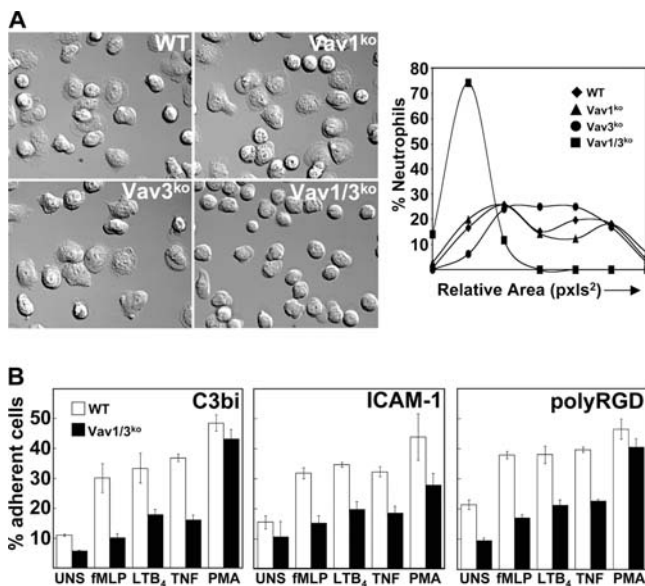 A
WT
Vav1ko
Vav3ko
Vav1/3ko
% Neutrophils
80
70
60
50
40
30
20
10
WT
Vav1ko
Vav3ko
Vav1/3ko
Relative Area (pxls2)
B
% adherent cells
50
40
30
20
10
WT
Vav1/3ko
C3bi
ICAM-1
polyRGD
UNS fMLP LTB4 TNF PMA
UNS fMLP LTB4 TNF PMA
UNS fMLP LTB4 TNF PMA